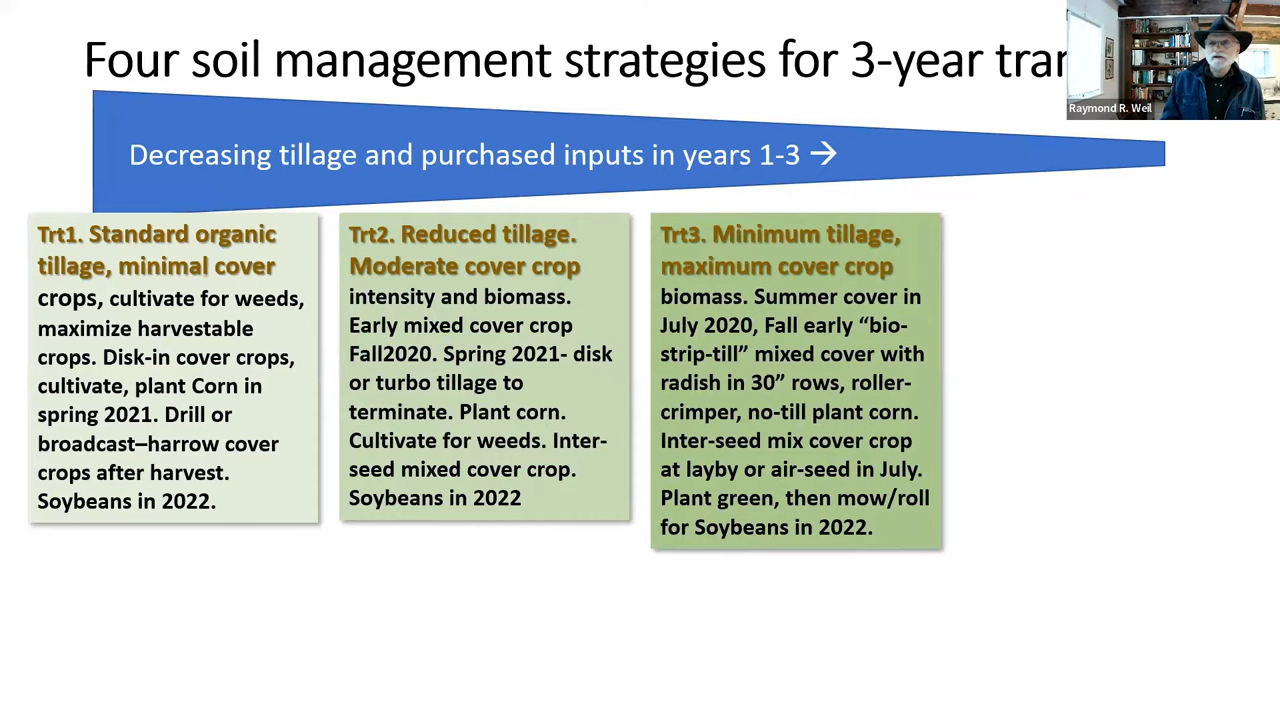 Four soil management strategies for 3-year tran
Raymond R. Weil
Decreasing tillage and purchased inputs in years 1-3 →
Trt1. Standard organic
tillage, minimal cover
crops, cultivate for weeds,
maximize harvestable
crops. Disk-in cover crops,
cultivate, plant Corn in
spring 2021. Drill or
broadcast–harrow cover
crops after harvest.
Soybeans in 2022.
Trt2. Reduced tillage.
Moderate cover crop
intensity and biomass.
Early mixed cover crop
Fall2020. Spring 2021- disk
or turbo tillage to
terminate. Plant corn.
Cultivate for weeds. Inter-
seed mixed cover crop.
Soybeans in 2022
Trt3. Minimum tillage,
maximum cover crop
biomass. Summer cover in
July 2020, Fall early “bio-
strip-till” mixed cover with
radish in 30” rows, roller-
crimper, no-till plant corn.
Inter-seed mix cover crop
at layby or air-seed in July.
Plant green, then mow/roll
for Soybeans in 2022.